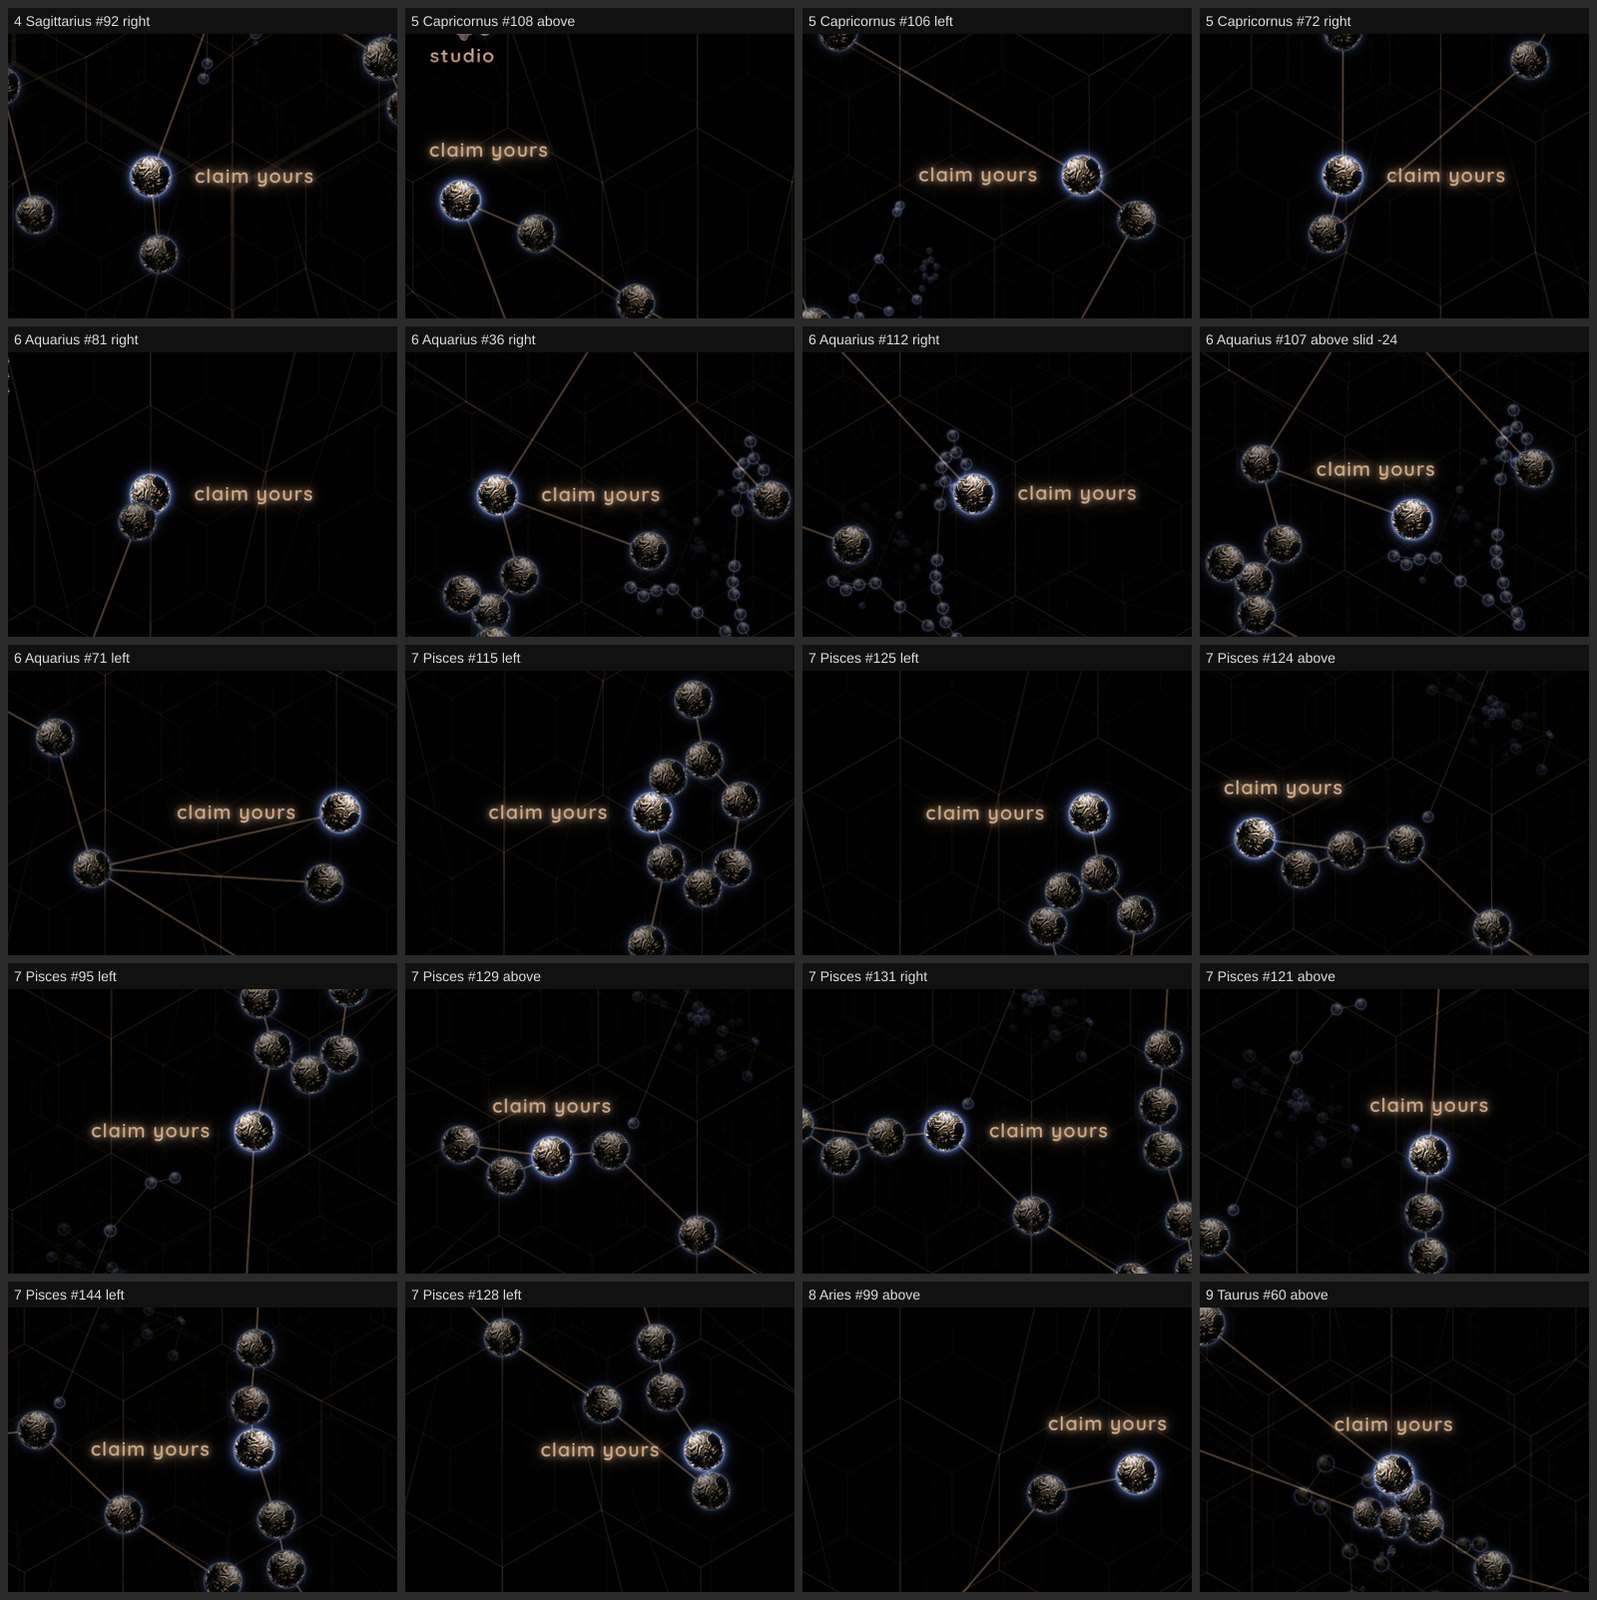 4 Sagittarius #92 right
claim yours
5 Capricornus #108 above
studio
claim yours
5 Capricornus #106 left
claim yours
5 Capricornus #72 right
claim yours
6 Aquarius #81 right
claim yours
6 Aquarius #36 right
claim yours
6 Aquarius #112 right
claim yours
6 Aquarius #107 above slid -24
claim yours
6 Aquarius #71 left
claim yours
7 Pisces #115 left
claim yours
7 Pisces #125 left
claim yours
7 Pisces #124 above
claim yours
7 Pisces #95 left
claim yours
7 Pisces #129 above
claim yours
7 Pisces #131 right
claim yours
7 Pisces #121 above
claim yours
7 Pisces #144 left
claim yours
7 Pisces #128 left
claim yours
8 Aries #99 above
claim yours
9 Taurus #60 above
claim yours